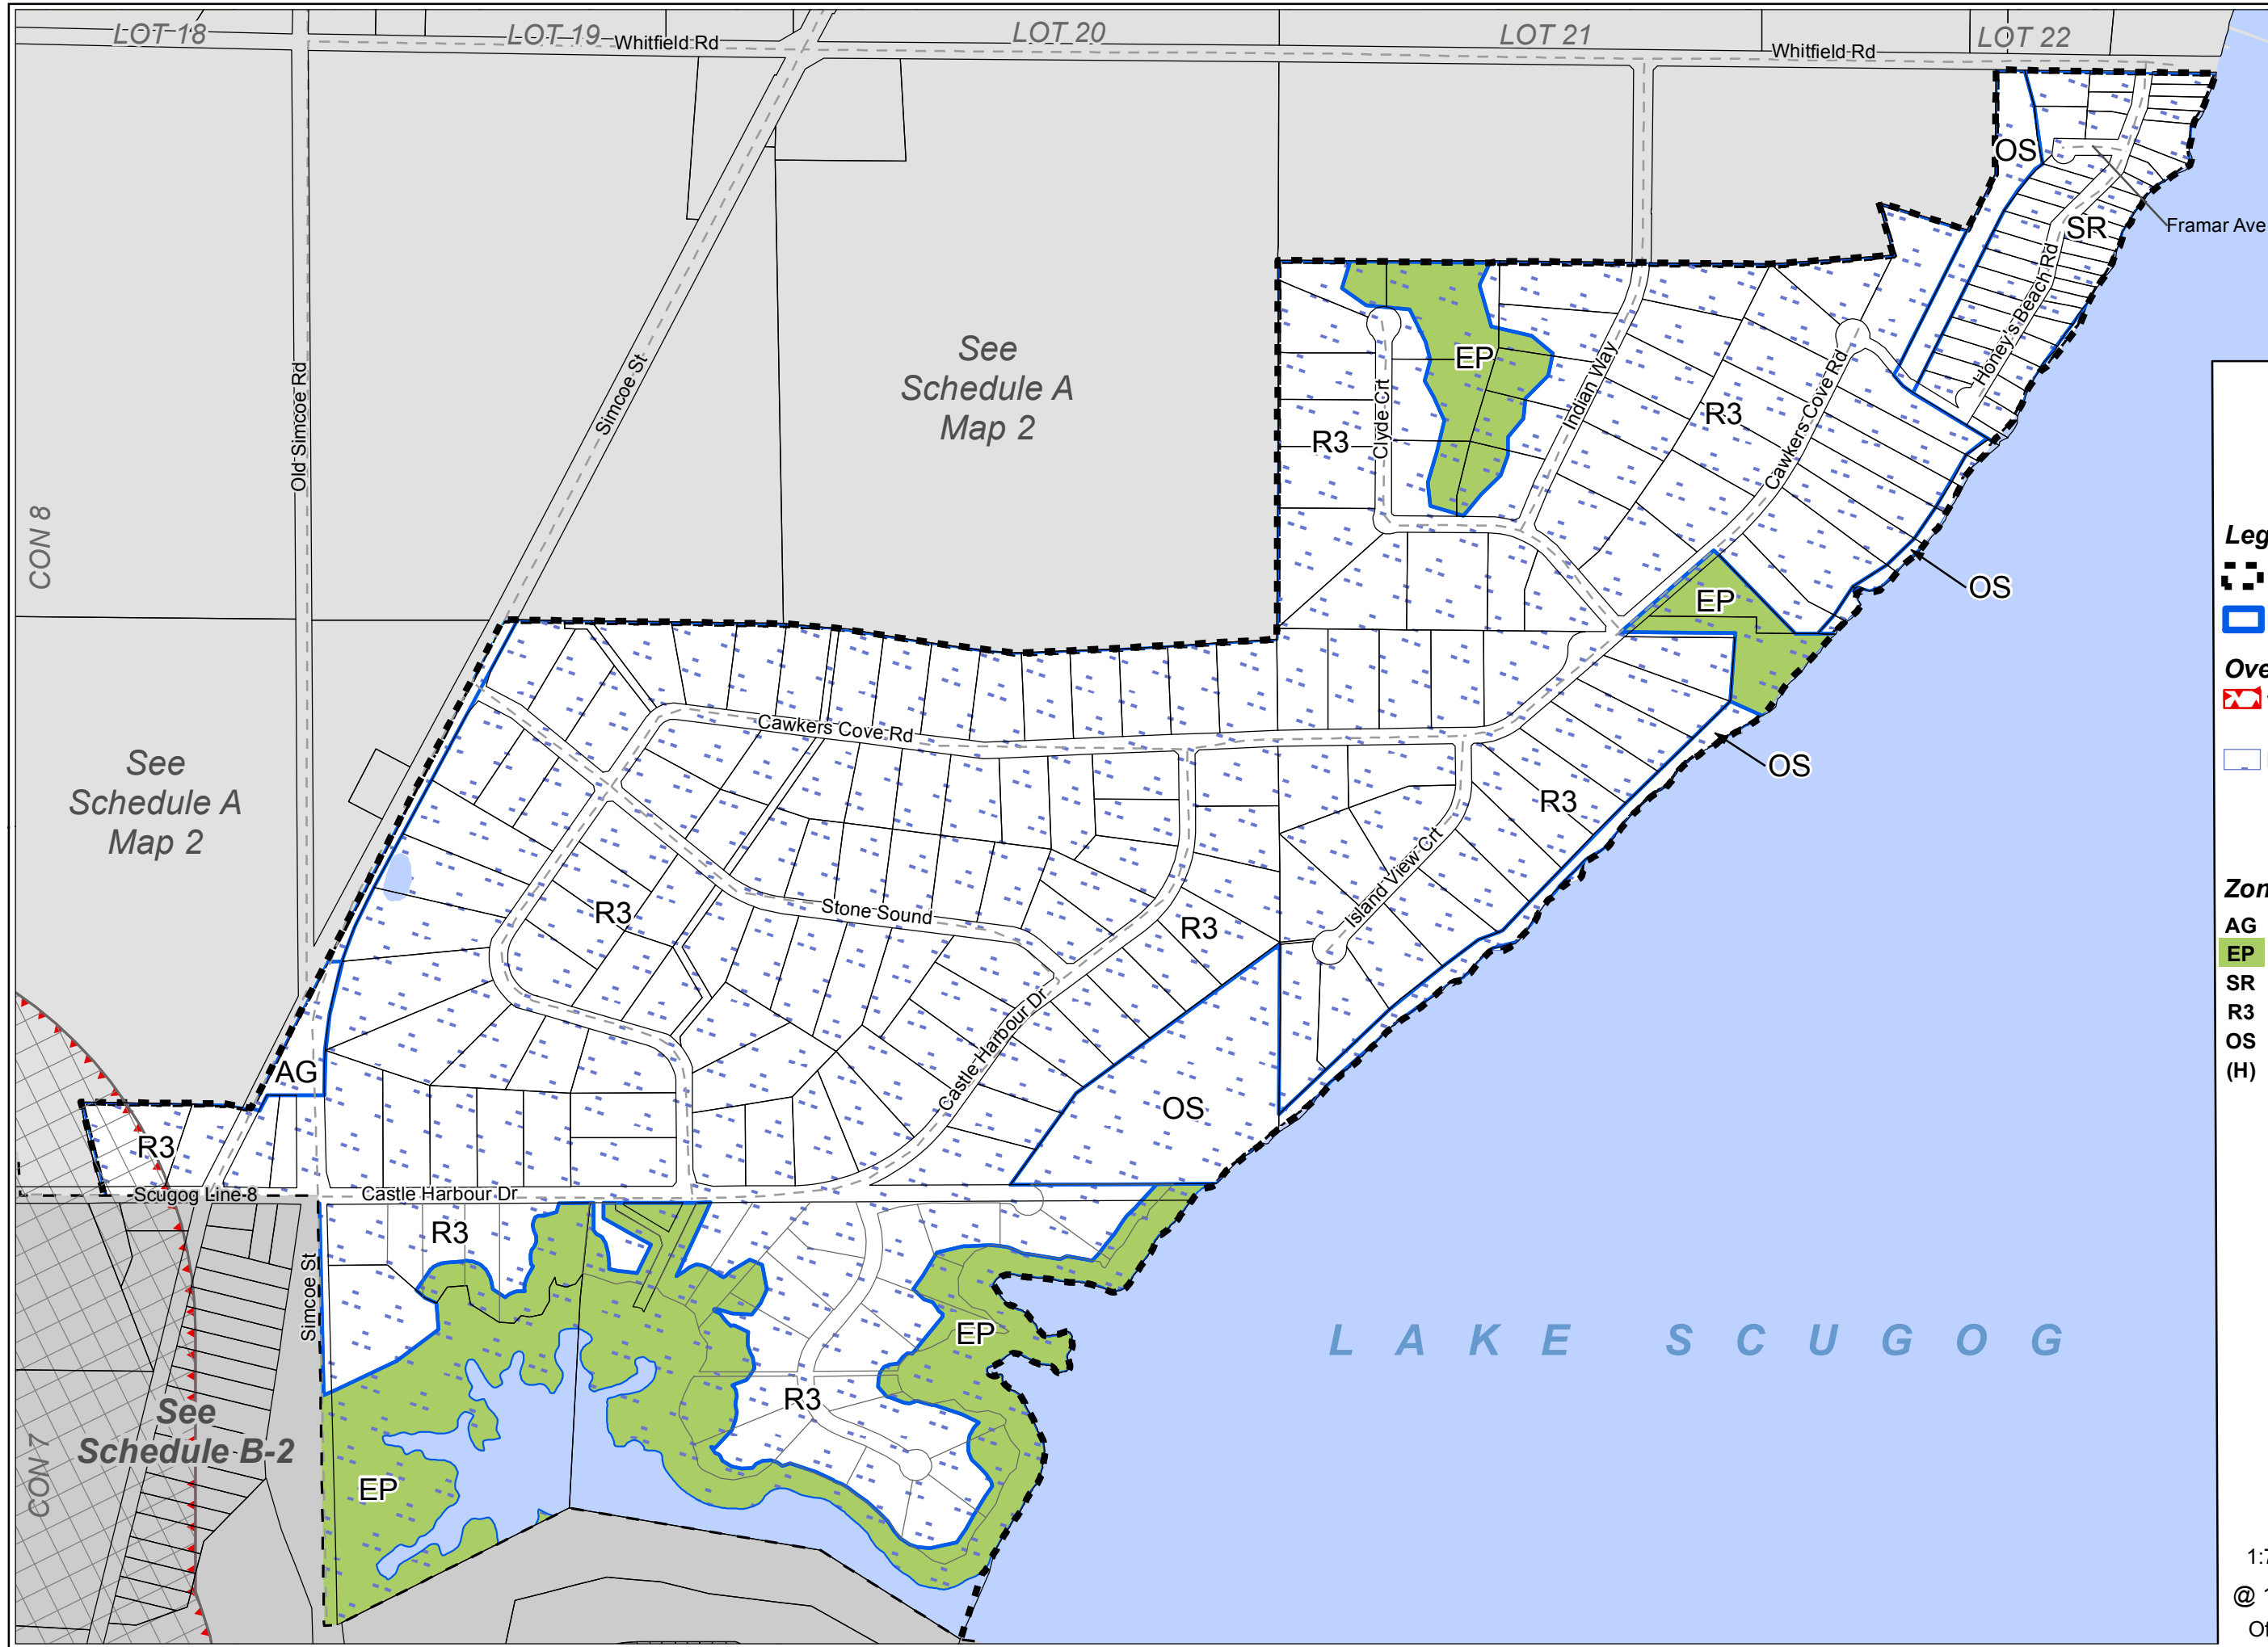 LOT 18
LOT 19
LOT 20
LOT 21
LOT 22
Whitfield Rd
Whitfield Rd
OS
SR
Framar Ave
Honey's Beach Rd
See
Schedule A
Map 2
Old Simcoe Rd
Simcoe St
EP
R3
Clyde Crt
Indian Way
R3
Cawkers Cove Rd
CON 8
Leg
EP
OS
Ove
Cawkers Cove Rd
OS
See
Schedule A
Map 2
R3
Island View Crt
R3
Stone Sound
R3
Zon
AG
EP
SR
R3
OS
(H)
Castle Harbour Dr
AG
OS
R3
Scugog Line 8
Castle Harbour Dr
R3
Simcoe St
EP
LAKE SCUGOG
R3
See
Schedule B-2
CON 7
EP
1:7
@ 1
Of